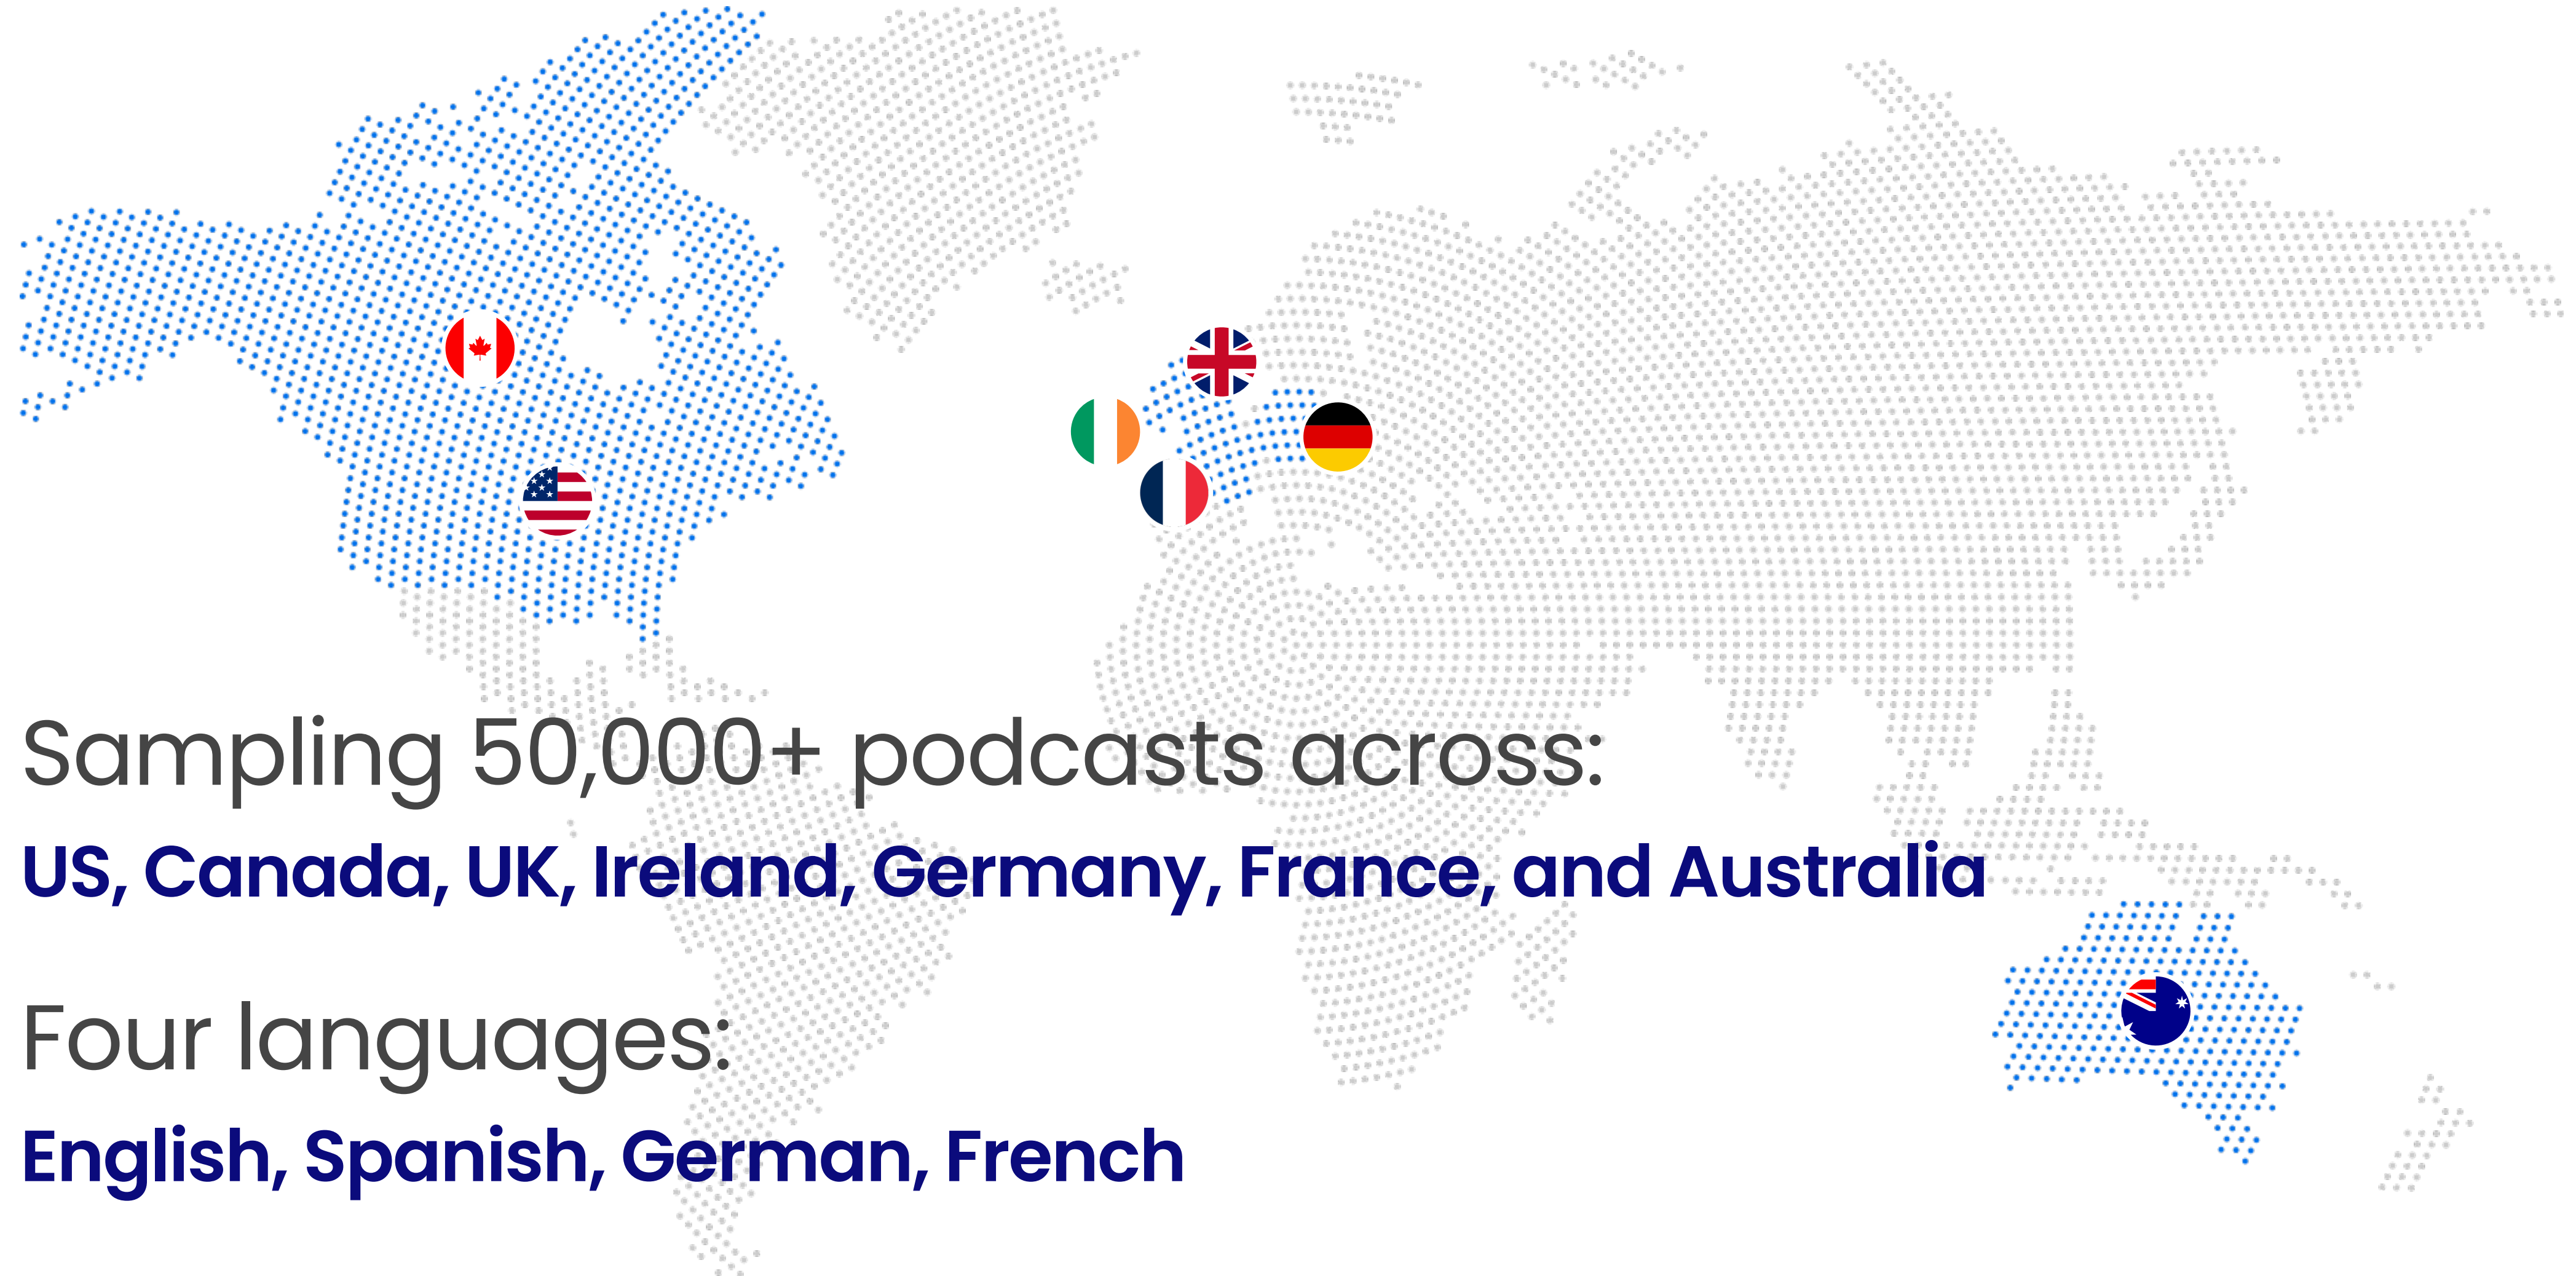 Sampling 50,000+ podcasts across:
US, Canada, UK, Ireland, Germany, France, and Australia
Four languages:
English, Spanish, German, French